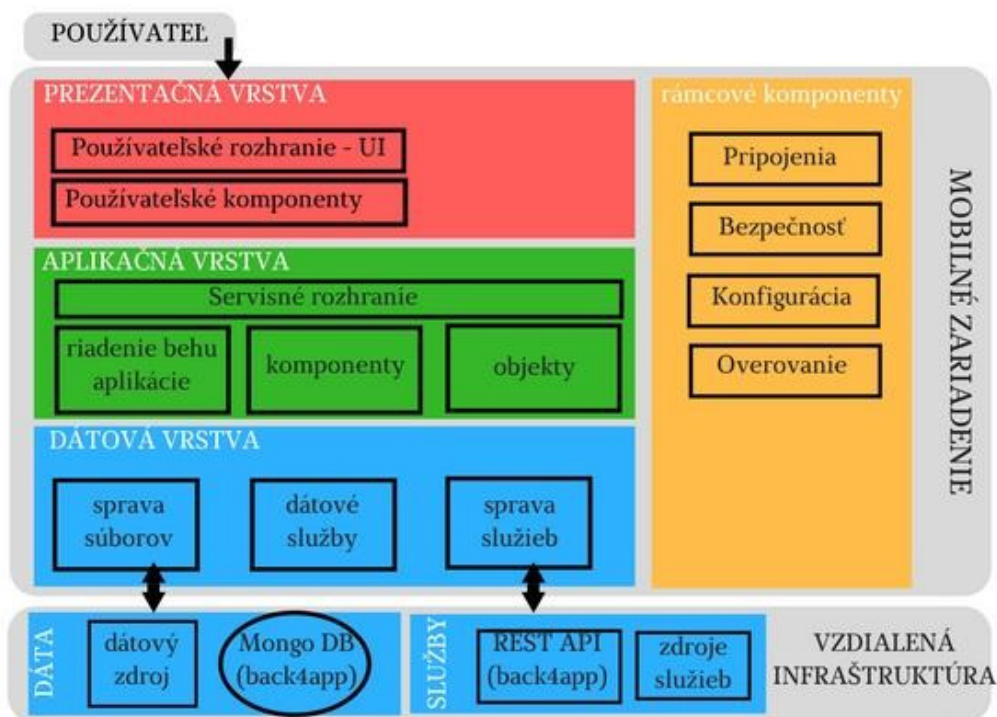 POUŽÍVATEĽ
PREZENTAČNÁ VRSTVA
Používateľské rozhranie - UI
Používateľské komponenty
APLIKAČNÁ VRSTVA
Servisné rozhranie
riadenie behu
aplikácie
komponenty
objekty
DÁTOVÁ VRSTVA
sprava
súborov
dátové
služby
sprava
služieb
rámcové komponenty
Pripojenia
Bezpečnosť
Konfigurácia
Overovanie
MOBILNÉ ZARIADENIE
DÁTA
dátový
zdroj
Mongo DB
(back4app)
SLUŽBY
REST API
(back4app)
zdroje
služieb
VZDIALENÁ
INFRAŠTRUKTÚRA